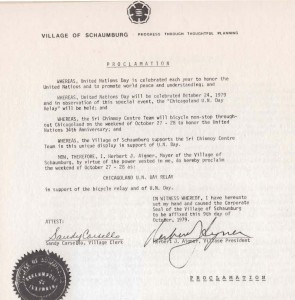 VILLAGE OF SCHAUMBURG PROGRESS THROUGH THOUGHTFUL PLANNING
PROCLAMATION
WHEREAS, United Nations Day is celebrated each year to honor the
United Nations and to promote world peace and understanding; and
WHEREAS, United Nations Day will be celebrated October 24, 1979
and in observation of this special event, the "Chicagoland U.N. Day
Relay" will be held; and
WHEREAS, the Sri Chinmoy Centre Team will bicycle non-stop through-
out Chicagoland on the weekend of October 27 - 28 to honor the United
Nations 34th Anniversary; and
WHEREAS, the Village of Schaumburg supports the Sri Chinmoy Centre
Team in this unique display in support of U.N. Day.
NOW, THEREFORE, I, Herbert J. Aigner, Mayor of the Village of
Schaumburg, by virtue of the power vested in me, do hereby proclaim
the weekend of October 27 - 28 as:
CHICAGOLAND U.N. DAY RELAY
in support of the bicycle relay and of U.N. Day.
IN WITNESS WHEREOF, I have hereunto
set my hand and caused the Corporate
Seal of the Village of Schaumburg
to be affixed this 9th day of
October, 1979.
ATTEST:
Sandy Carsello
Sandy Carsello, Village Clerk
Herbert J. Aigner
Herbert J. Aigner, Village President
PROCLAMATION